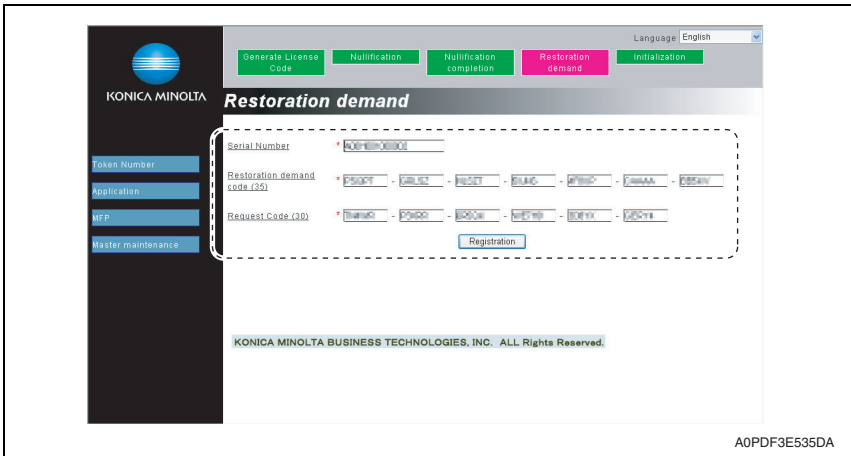 Language English
Generate License Code
Nullification
Nullification completion
Restoration demand
Initialization
KONICA MINOLTA
Restoration demand
Token Number
Application
MFP
Master maintenance
Serial Number *
Restoration demand code (35) * - - - - - -
Request Code (30) * - - - - -
Registration
KONICA MINOLTA BUSINESS TECHNOLOGIES, INC. ALL Rights Reserved.
A0PDF3E535DA